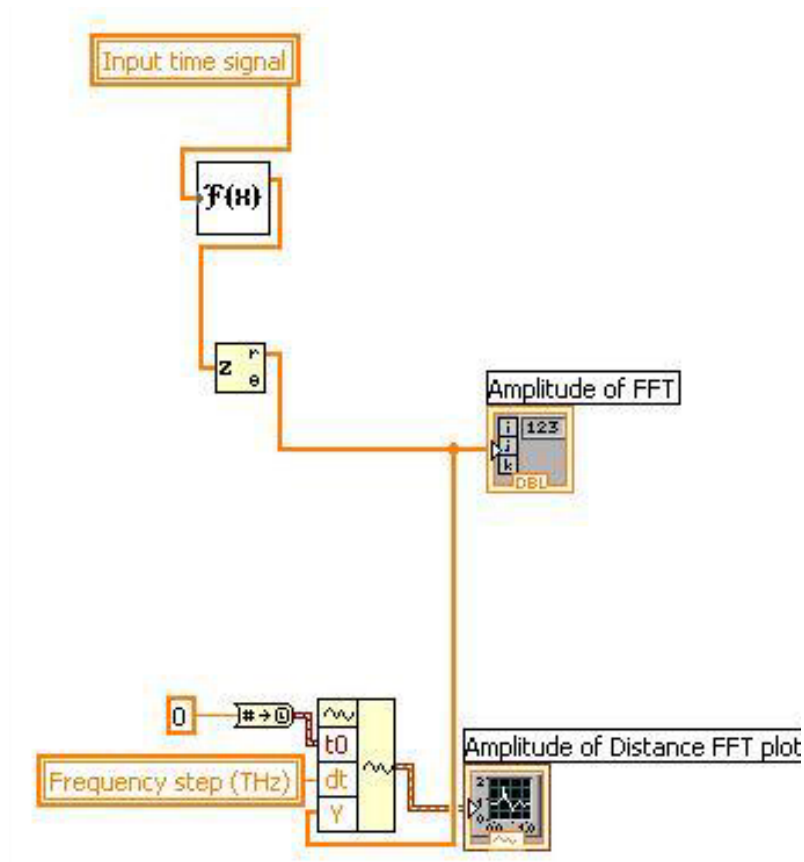 Input time signal
F(x)
z r θ
Amplitude of FFT
i 123
j
k
DBL
0 #→
t0
Amplitude of Distance FFT plot
Frequency step (THz) dt
Y